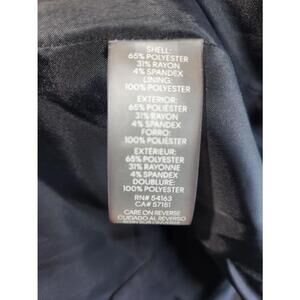 SHELL:
65% POLYESTER
31% RAYON
4% SPANDEX
LINING:
100% POLYESTER
EXTERIOR:
65% POLIÉSTER
31% RAYÓN
4% SPANDEX
FORRO:
100% POLIÉSTER
EXTÉRIEUR:
65% POLYESTER
31% RAYONNE
4% SPANDEX
DOUBLURE:
100% POLYESTER
RN# 54163
CA# 57151
CARE ON REVERSE
CUIDADO AL REVERSO